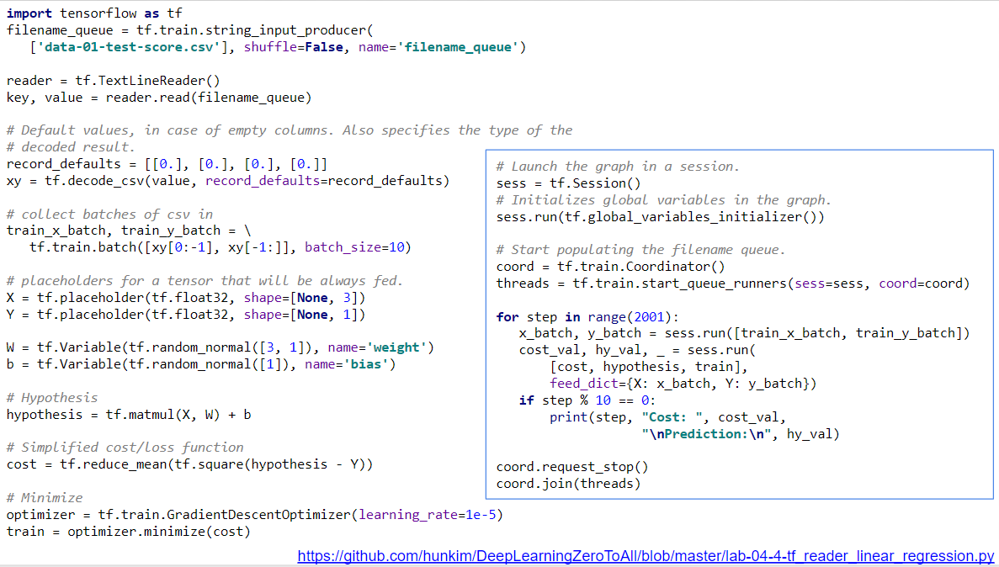 import tensorflow as tf
filename_queue = tf.train.string_input_producer(
    ['data-01-test-score.csv'], shuffle=False, name='filename_queue')

reader = tf.TextLineReader()
key, value = reader.read(filename_queue)

# Default values, in case of empty columns. Also specifies the type of the
# decoded result.
record_defaults = [[0.], [0.], [0.], [0.]]
xy = tf.decode_csv(value, record_defaults=record_defaults)

# collect batches of csv in
train_x_batch, train_y_batch = \
    tf.train.batch([xy[0:-1], xy[-1:]], batch_size=10)

# placeholders for a tensor that will be always fed.
X = tf.placeholder(tf.float32, shape=[None, 3])
Y = tf.placeholder(tf.float32, shape=[None, 1])

W = tf.Variable(tf.random_normal([3, 1]), name='weight')
b = tf.Variable(tf.random_normal([1]), name='bias')

# Hypothesis
hypothesis = tf.matmul(X, W) + b

# Simplified cost/loss function
cost = tf.reduce_mean(tf.square(hypothesis - Y))

# Minimize
optimizer = tf.train.GradientDescentOptimizer(learning_rate=1e-5)
train = optimizer.minimize(cost)

# Launch the graph in a session.
sess = tf.Session()
# Initializes global variables in the graph.
sess.run(tf.global_variables_initializer())

# Start populating the filename queue.
coord = tf.train.Coordinator()
threads = tf.train.start_queue_runners(sess=sess, coord=coord)

for step in range(2001):
    x_batch, y_batch = sess.run([train_x_batch, train_y_batch])
    cost_val, hy_val, _ = sess.run(
        [cost, hypothesis, train],
        feed_dict={X: x_batch, Y: y_batch})
    if step % 10 == 0:
        print(step, "Cost: ", cost_val,
                    "\nPrediction:\n", hy_val)

coord.request_stop()
coord.join(threads)

https://github.com/hunkim/DeepLearningZeroToAll/blob/master/lab-04-4-tf_reader_linear_regression.py